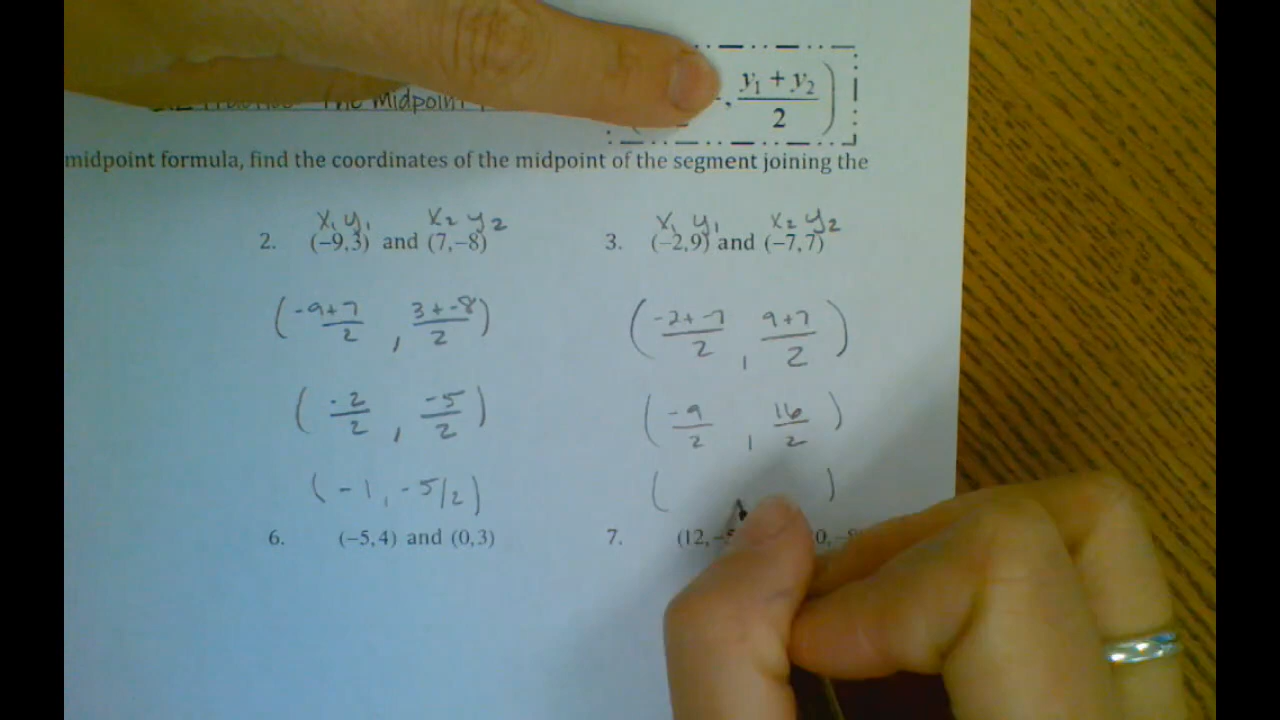 The Midpoint
, y₁ + y₂ / 2 )
midpoint formula, find the coordinates of the midpoint of the segment joining the
x₁ y₁ x₂ y₂
2. (−9,3) and (7,−8)
( -9+7 / 2 , 3+-8 / 2 )
( -2 / 2 , -5 / 2 )
( -1 , -5/2 )
x₁ y₁ x₂ y₂
3. (−2,9) and (−7,7)
( -2+-7 / 2 , 9+7 / 2 )
( -9 / 2 , 16 / 2 )
( , )
6. (−5,4) and (0,3)
7. (12,